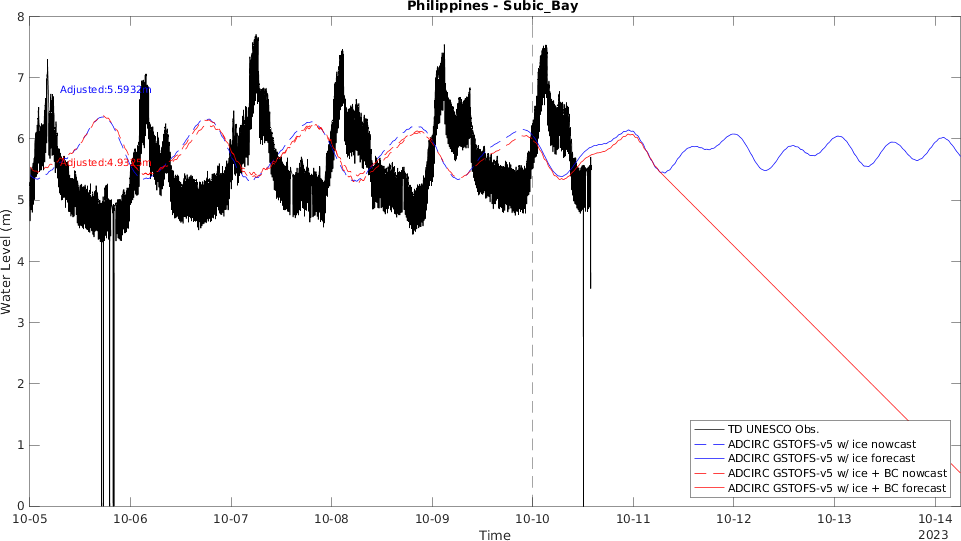 Philippines - Subic_Bay
8
7
6
5
4
3
2
1
0
Water Level (m)
Adjusted:5.5932m
TD UNESCO Obs.
ADCIRC GSTOFS-v5 w/ ice nowcast
ADCIRC GSTOFS-v5 w/ ice forecast
ADCIRC GSTOFS-v5 w/ ice + BC nowcast
ADCIRC GSTOFS-v5 w/ ice + BC forecast
10-05
10-06
10-07
10-08
10-09
10-10
10-11
10-12
10-13
10-14
2023
Time